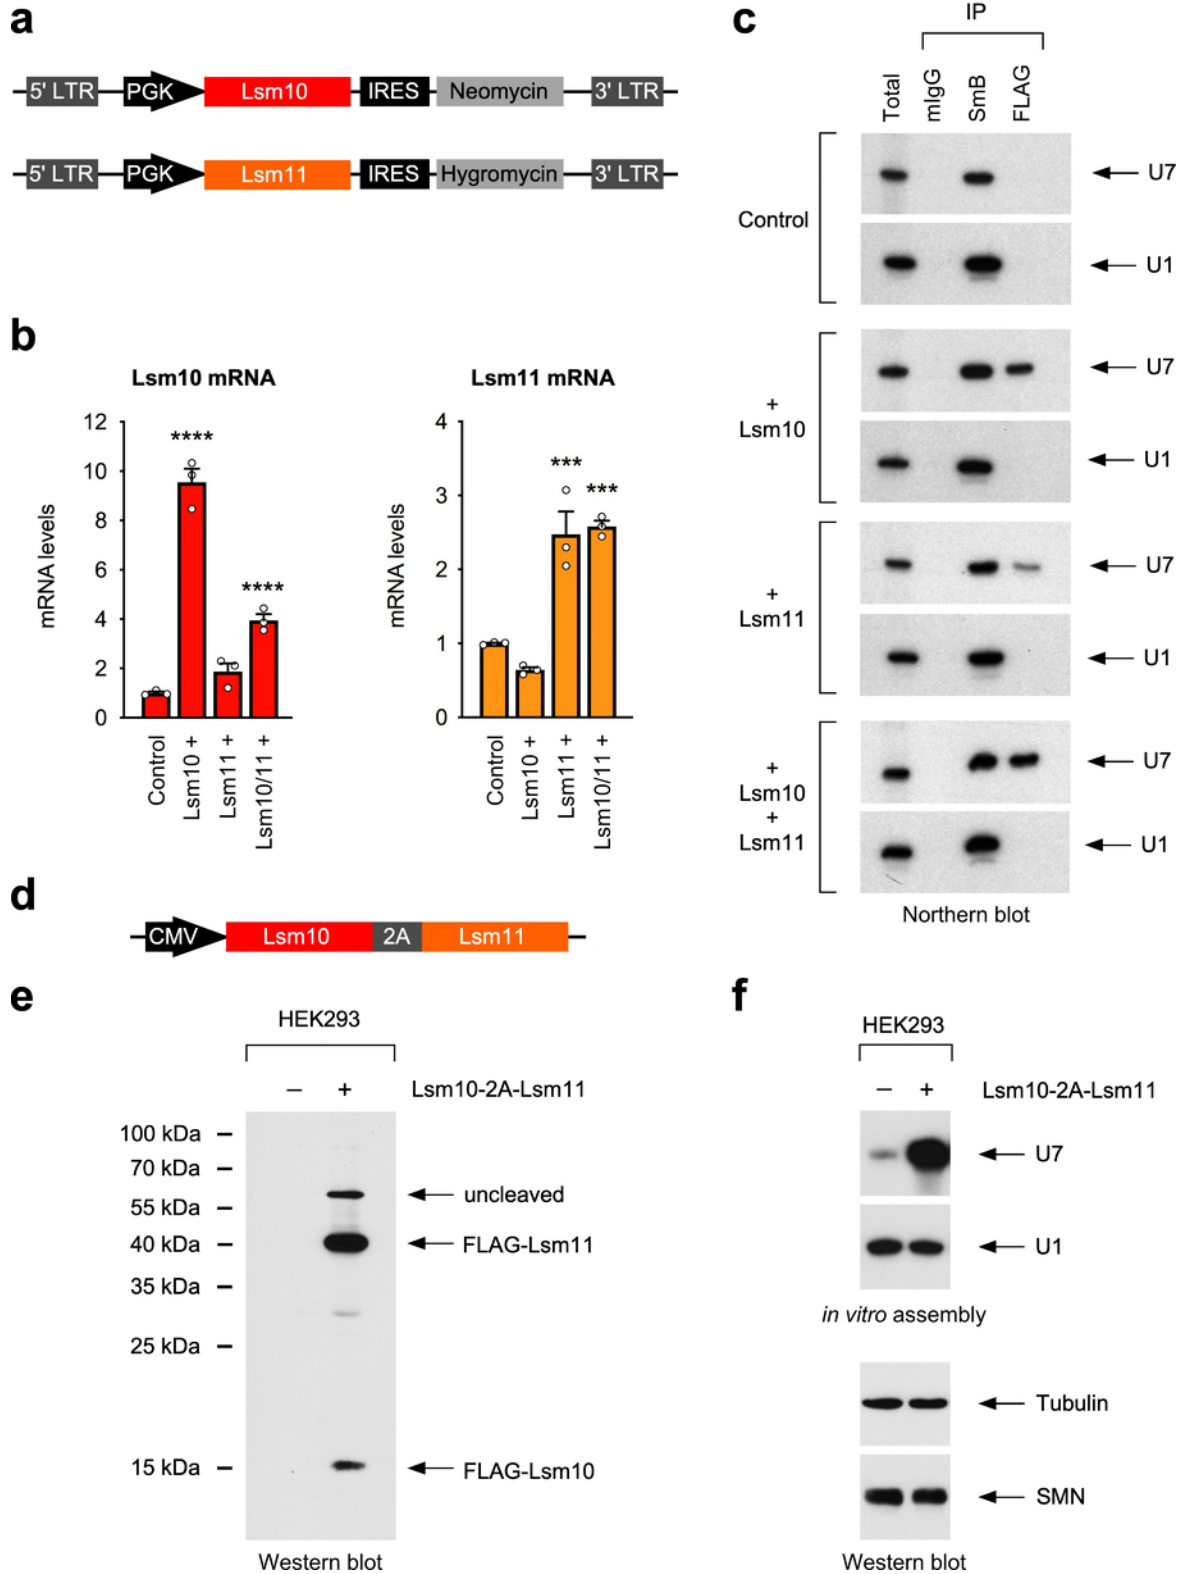 a
5' LTR PGK Lsm10 IRES Neomycin 3' LTR
5' LTR PGK Lsm11 IRES Hygromycin 3' LTR
b
Lsm10 mRNA
mRNA levels
12
10
8
6
4
2
0
****
****
Control
Lsm10 +
Lsm11 +
Lsm10/11 +
Lsm11 mRNA
mRNA levels
4
3
2
1
0
***
***
Control
Lsm10 +
Lsm11 +
Lsm10/11 +
c
IP
Total
mIgG
SmB
FLAG
Control
U7
U1
+
Lsm10
U7
U1
+
Lsm11
U7
U1
+
Lsm10
+
Lsm11
U7
U1
Northern blot
d
CMV Lsm10 2A Lsm11
e
HEK293
– + Lsm10-2A-Lsm11
100 kDa
70 kDa
55 kDa
40 kDa
35 kDa
25 kDa
15 kDa
uncleaved
FLAG-Lsm11
FLAG-Lsm10
Western blot
f
HEK293
– + Lsm10-2A-Lsm11
U7
U1
in vitro assembly
Tubulin
SMN
Western blot